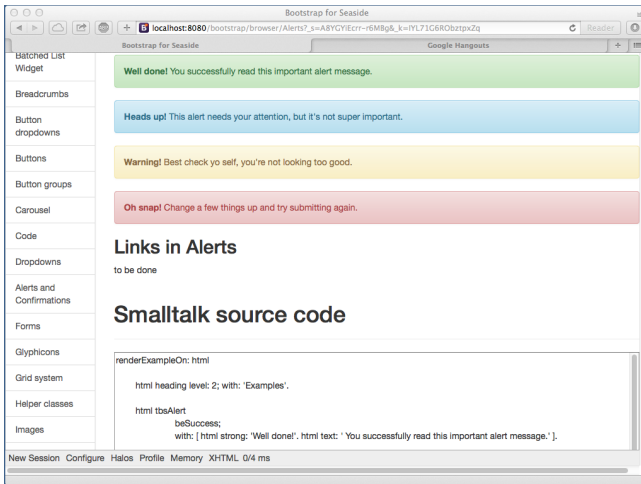 Bootstrap for Seaside
localhost:8080/bootstrap/browser/Alerts?_s=A8YGYiEcrr-r6M8g&_k=IYL71G6RObztpxZq
Reader
Bootstrap for Seaside
Google Hangouts
Batched List
Widget
Breadcrumbs
Button
dropdowns
Buttons
Button groups
Carousel
Code
Dropdowns
Alerts and
Confirmations
Forms
Glyphicons
Grid system
Helper classes
Images
Well done! You successfully read this important alert message.
Heads up! This alert needs your attention, but it's not super important.
Warning! Best check yo self, you're not looking too good.
Oh snap! Change a few things up and try submitting again.
Links in Alerts
to be done
Smalltalk source code
renderExampleOn: html
html heading level: 2; with: 'Examples'.
html tbsAlert
beSuccess;
with: [ html strong: 'Well done!'. html text: ' You successfully read this important alert message.' ].
New Session Configure Halos Profile Memory XHTML 0/4 ms